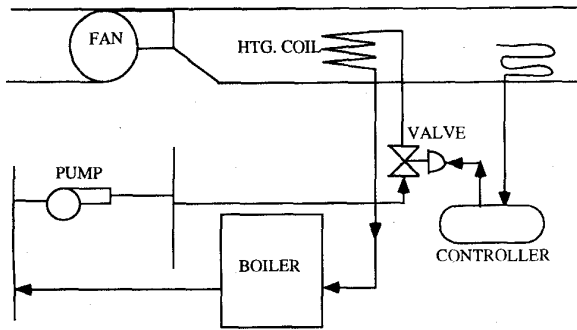 FAN
HTG. COIL
VALVE
PUMP
BOILER
CONTROLLER